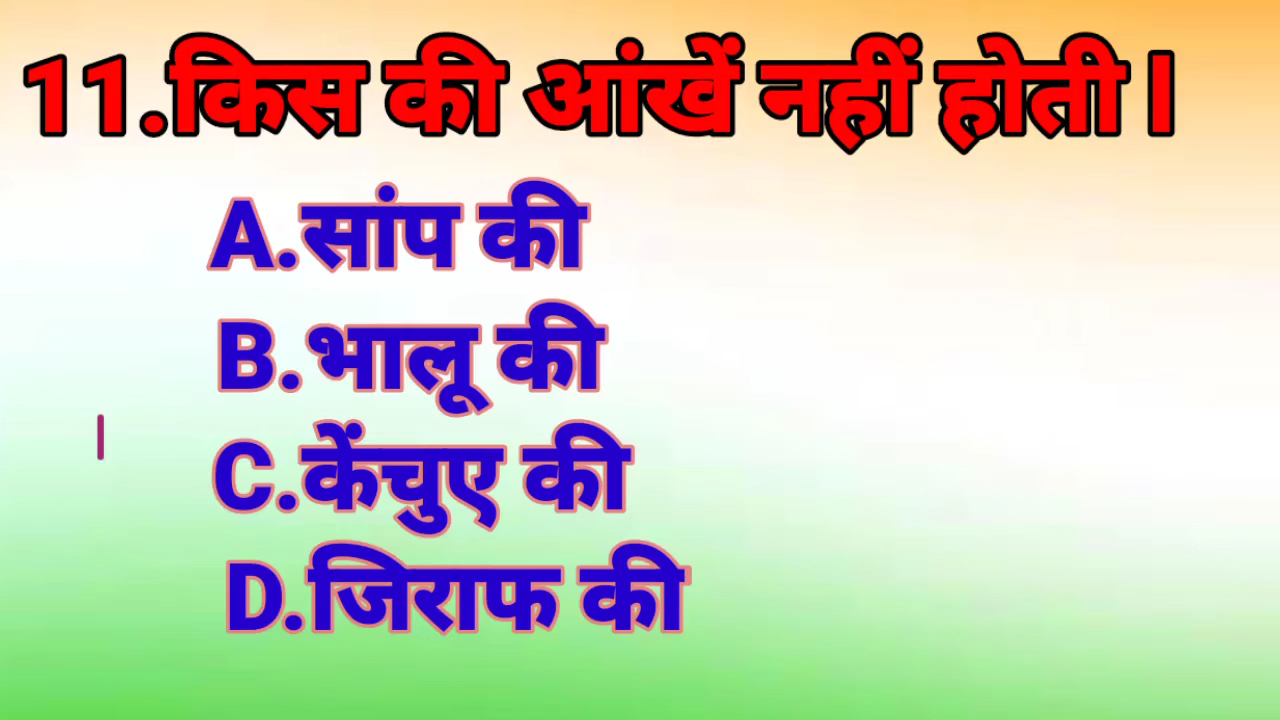 11.किस की आंखें नहीं होती |
A.सांप की
B.भालू की
C.केंचुए की
D.जिराफ की